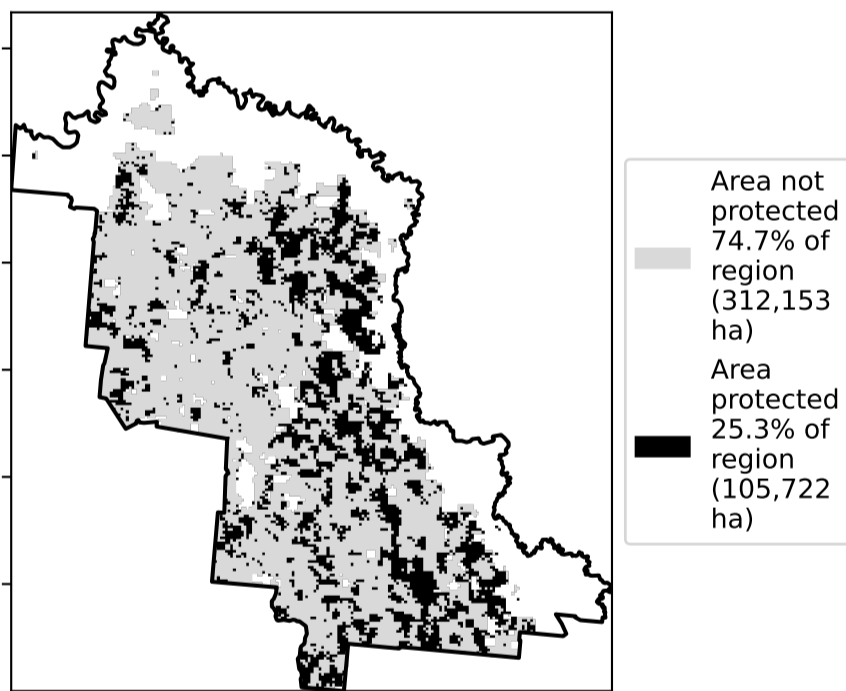 Area not
protected
74.7% of
region
(312,153
ha)
Area
protected
25.3% of
region
(105,722
ha)